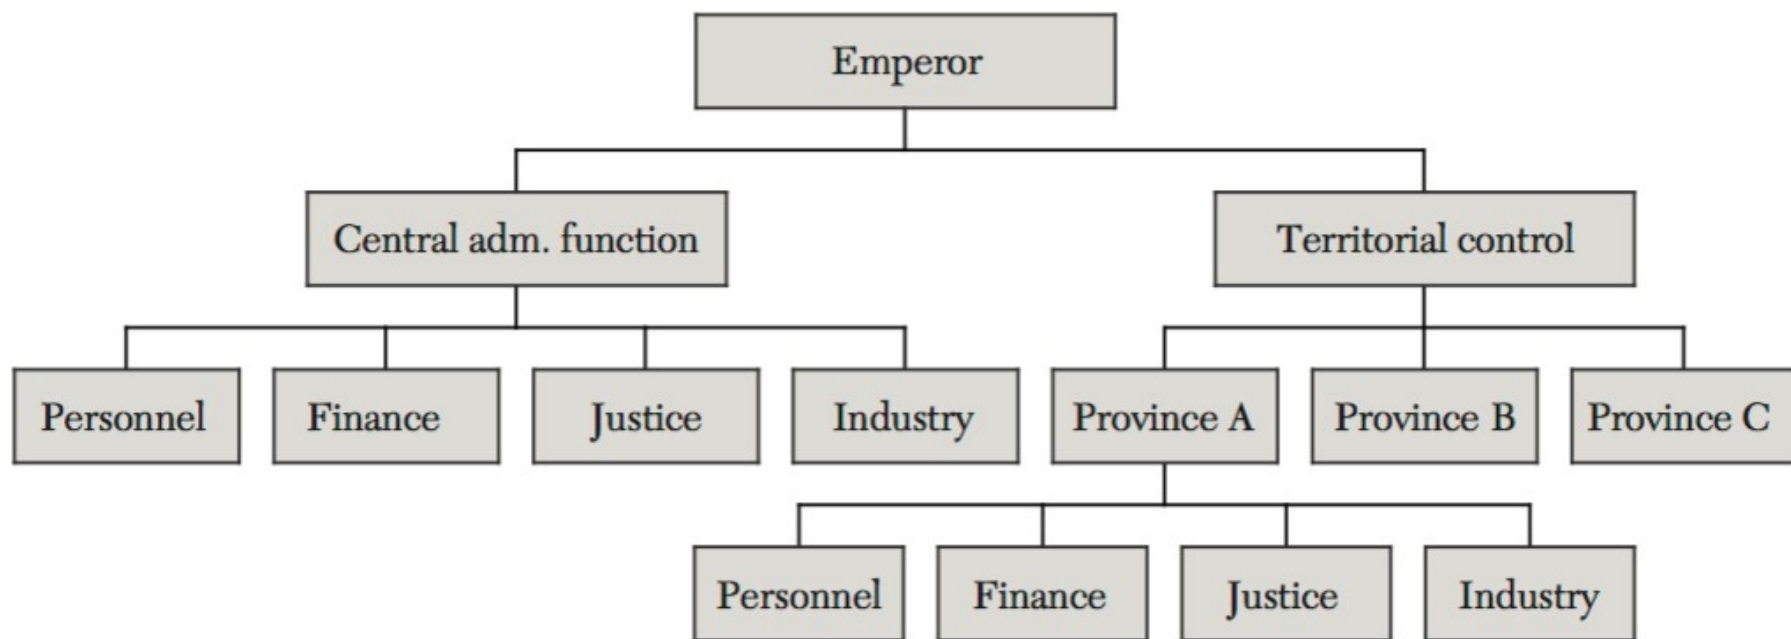 Emperor
Central adm. function
Territorial control
Personnel
Finance
Justice
Industry
Province A
Province B
Province C
Personnel
Finance
Justice
Industry